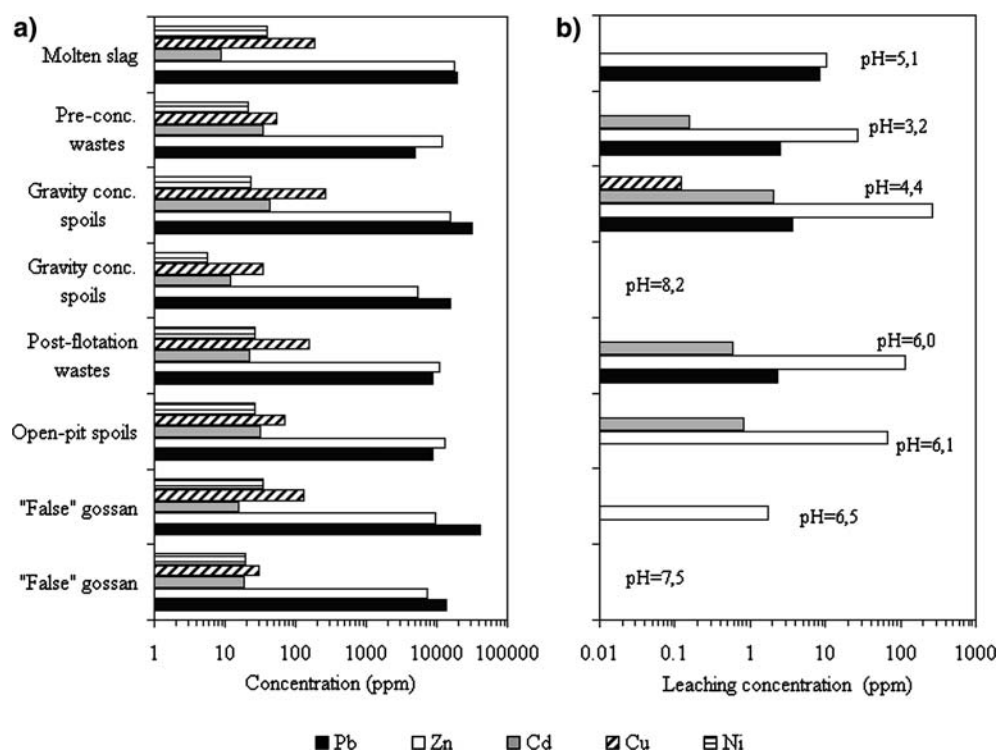 a)
Molten slag
Pre-conc.
wastes
Gravity conc.
spoils
Gravity conc.
spoils
Post-flotation
wastes
Open-pit spoils
"False" gossan
"False" gossan
1 10 100 1000 10000 100000
Concentration (ppm)
b)
pH=5,1
pH=3,2
pH=4,4
pH=8,2
pH=6,0
pH=6,1
pH=6,5
pH=7,5
0.01 0.1 1 10 100 1000
Leaching concentration (ppm)
Pb Zn Cd Cu Ni